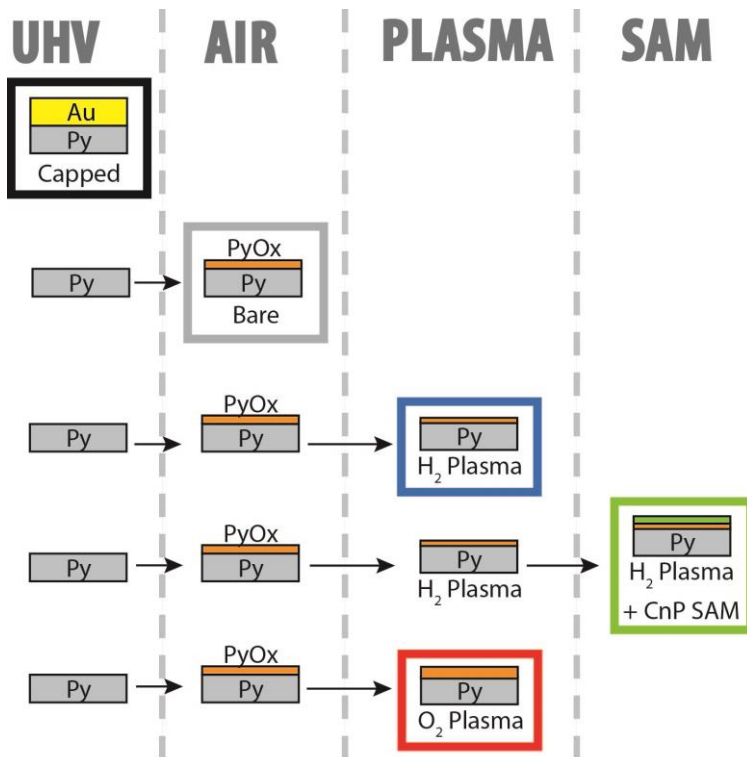 UHV AIR PLASMA SAM
Au
Py
Capped
PyOx
Py Py
Bare
PyOx
Py Py Py
H₂ Plasma
PyOx
Py Py Py Py
H₂ Plasma H₂ Plasma
+ CnP SAM
PyOx
Py Py Py
O₂ Plasma